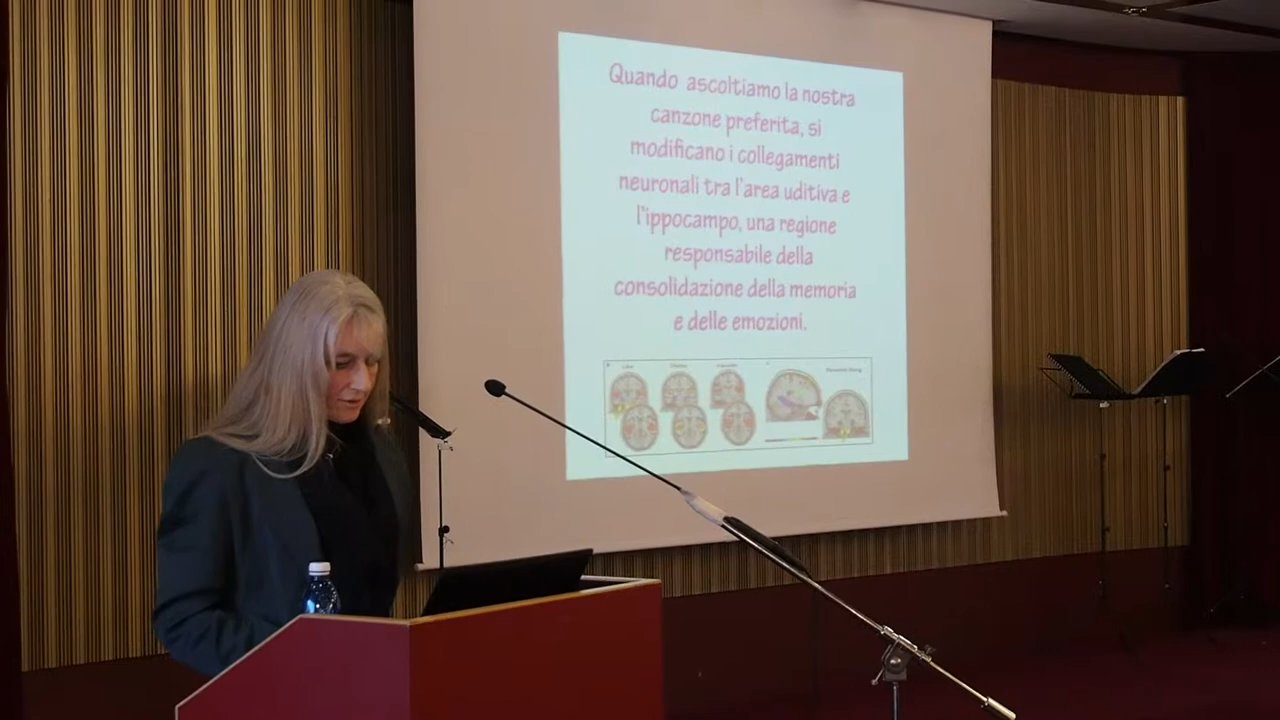 Quando ascoltiamo la nostra
canzone preferita, si
modificano i collegamenti
neuronali tra l'area uditiva e
l'ippocampo, una regione
responsabile della
consolidazione della memoria
e delle emozioni.